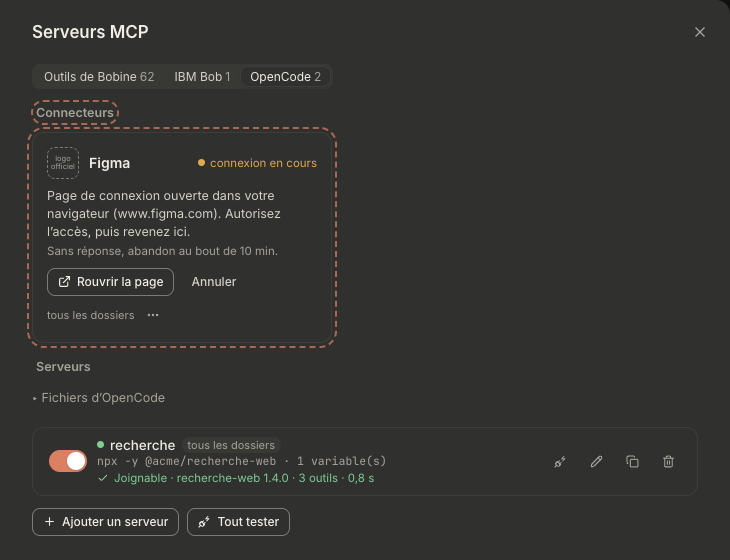 Serveurs MCP
Outils de Bobine 62 IBM Bob 1 OpenCode 2
Connecteurs
logo
officiel
Figma
connexion en cours
Page de connexion ouverte dans votre
navigateur (www.figma.com). Autorisez
l’accès, puis revenez ici.
Sans réponse, abandon au bout de 10 min.
Rouvrir la page Annuler
tous les dossiers ···
Serveurs
▸ Fichiers d’OpenCode
recherche tous les dossiers
npx -y @acme/recherche-web · 1 variable(s)
✓ Joignable · recherche-web 1.4.0 · 3 outils · 0,8 s
+ Ajouter un serveur Tout tester